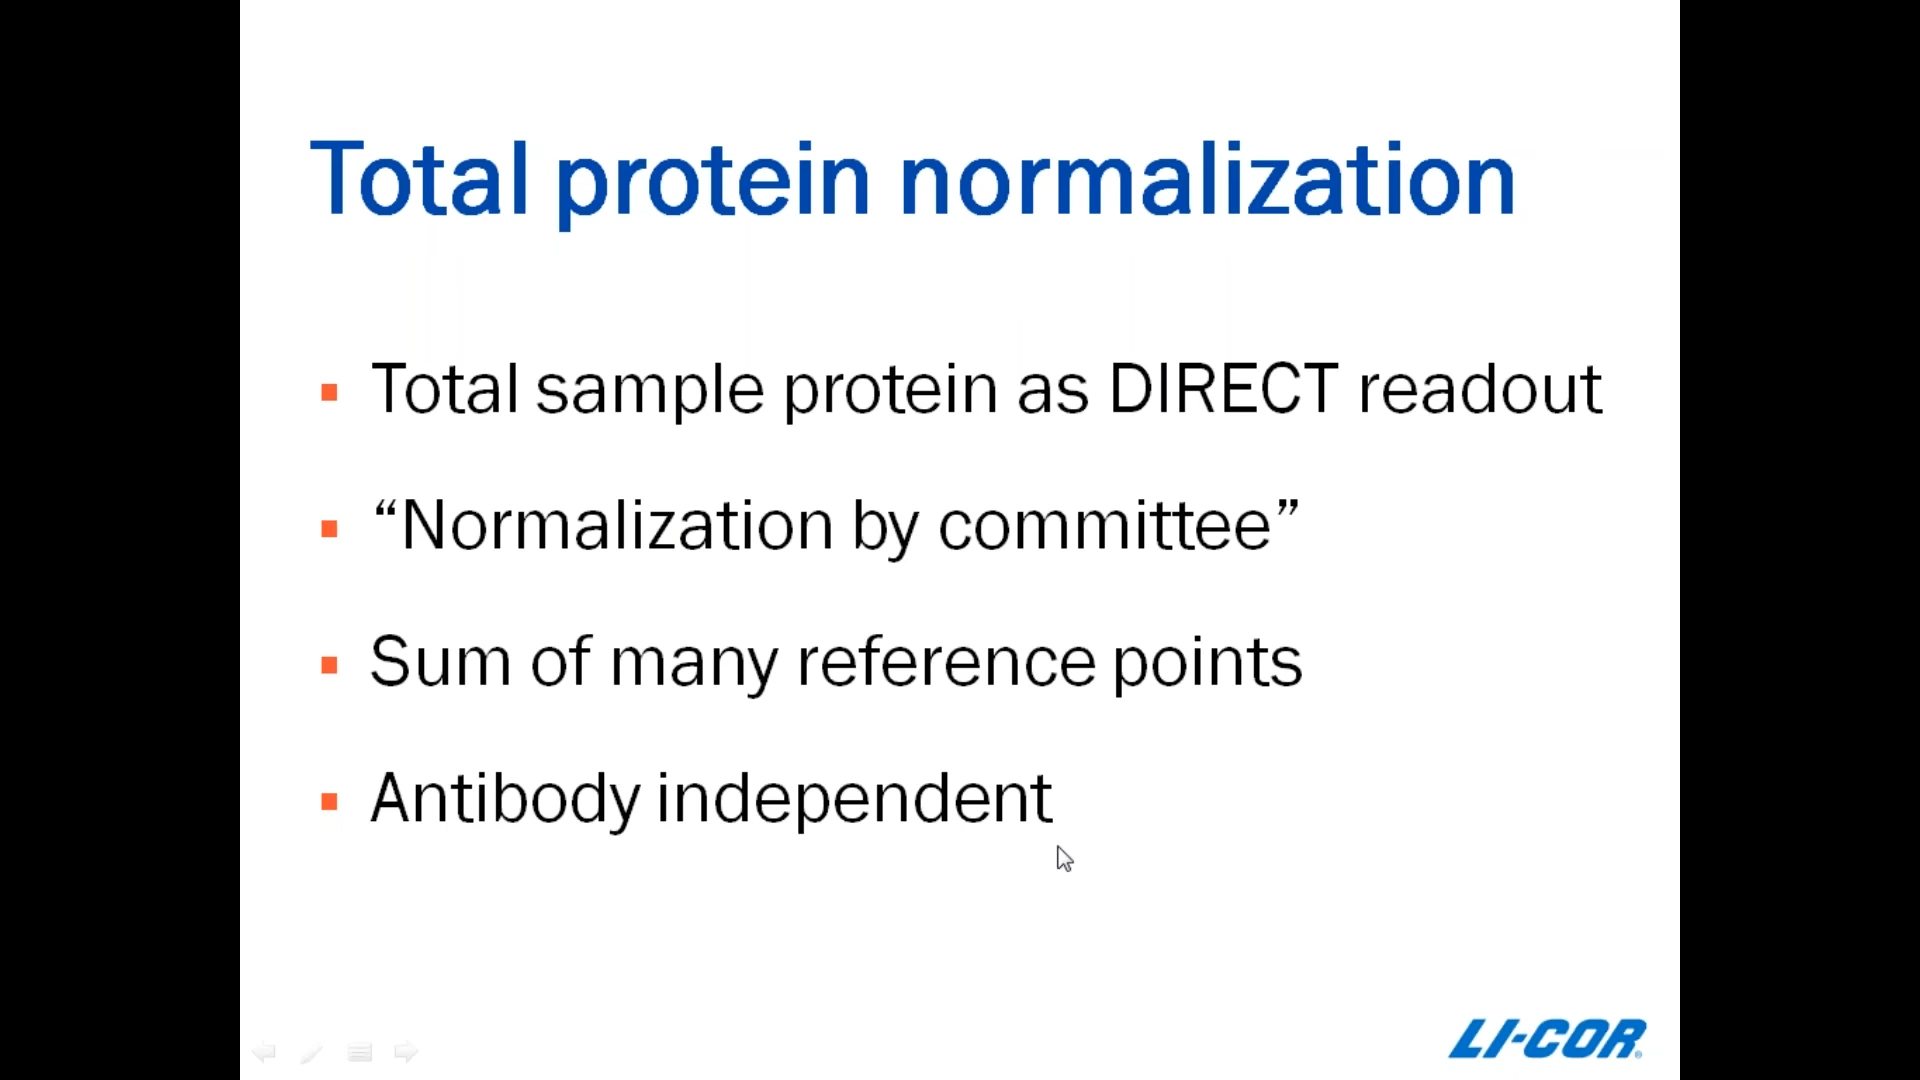 Total protein normalization
Total sample protein as DIRECT readout
“Normalization by committee”
Sum of many reference points
Antibody independent
LI-COR®